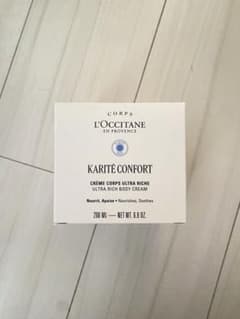 CORPS
L'OCCITANE
EN PROVENCE
KARITÉ CONFORT
CRÈME CORPS ULTRA RICHE
ULTRA RICH BODY CREAM
Nourrit, Apaise • Nourishes, Soothes
200 ML — NET WT. 6.9 OZ.